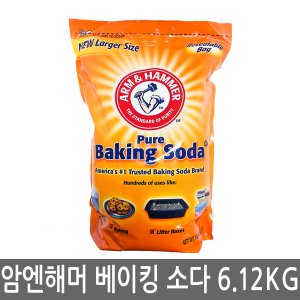 NEW Larger Size
Resealable
Bag
ARM & HAMMER
THE STANDARD OF PURITY
Pure
Baking Soda
America's #1 Trusted Baking Soda Brand
Hundreds of uses like:
Baking
Litter Boxes
암엔해머 베이킹 소다 6.12KG